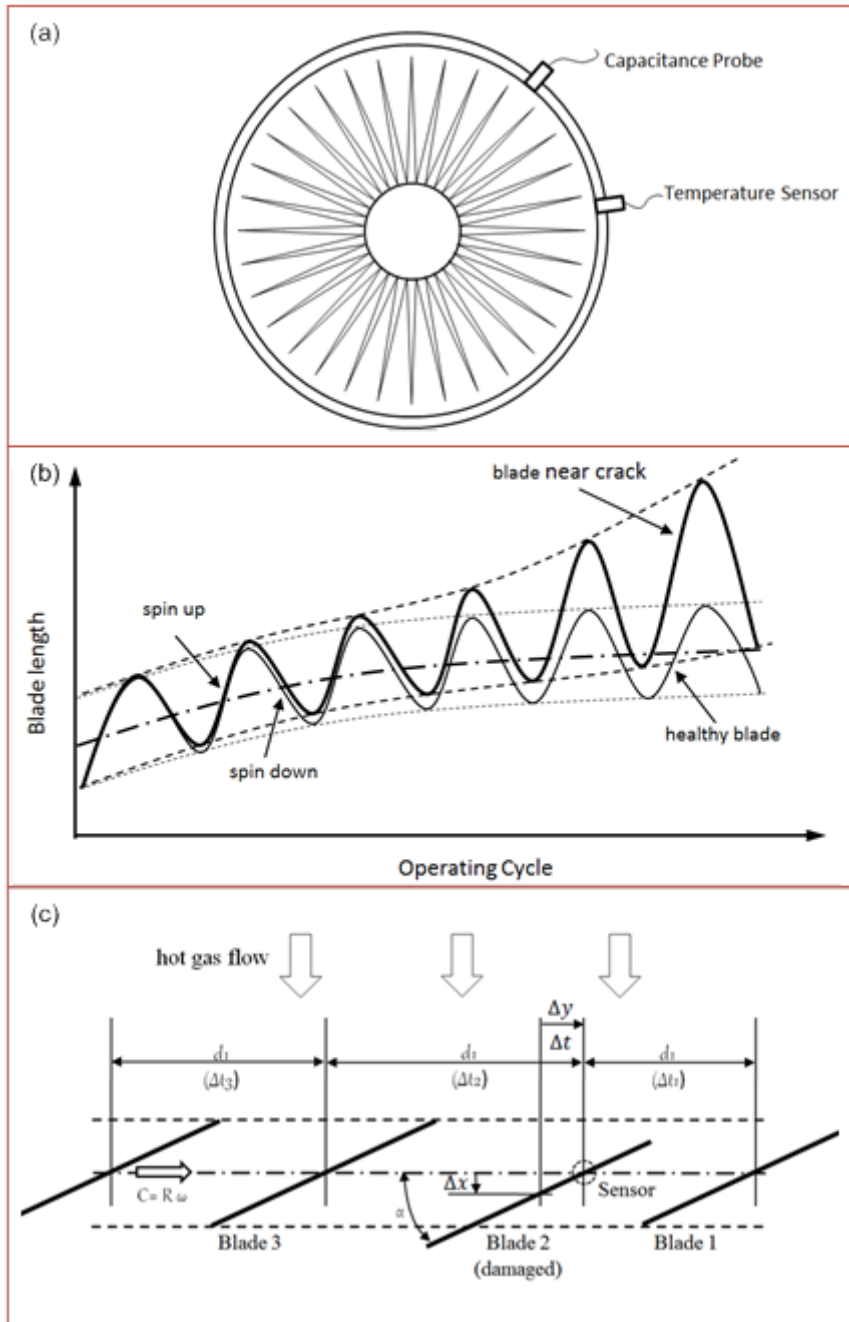 (a)
Capacitance Probe
Temperature Sensor
(b)
blade near crack
spin up
Blade length
spin down
healthy blade
Operating Cycle
(c)
hot gas flow
Δy
d₁
d₁
Δt
d₁
(Δt₃)
(Δt₂)
(Δt₁)
Δx
Sensor
C= R ω
α
Blade 3
Blade 2
Blade 1
(damaged)